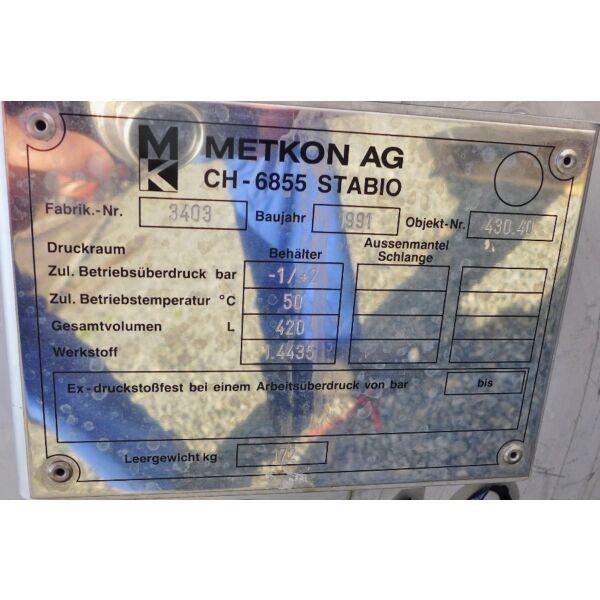 MK METKON AG
CH-6855 STABIO
Fabrik.-Nr. 3403 Baujahr 1991 Objekt-Nr. 430.40
Druckraum Behälter Aussenmantel Schlange
Zul. Betriebsüberdruck bar -1/+2
Zul. Betriebstemperatur °C 50
Gesamtvolumen L 420
Werkstoff 1.4435
Ex-druckstoßfest bei einem Arbeitsüberdruck von bar bis
Leergewicht kg 172